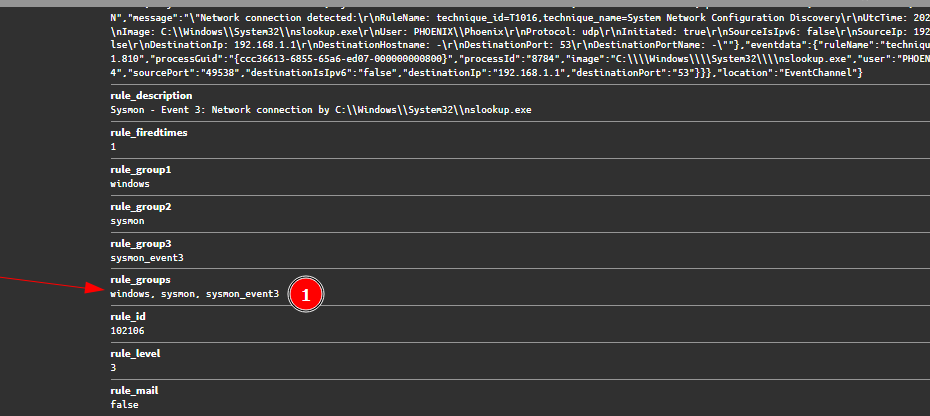 N","message":"\"Network connection detected:\r\nRuleName: technique_id=T1016,technique_name=System Network Configuration Discovery\r\nUtcTime: 202
\nImage: C:\\Windows\\System32\\nslookup.exe\r\nUser: PHOENIX\\Phoenix\r\nProtocol: udp\r\nInitiated: true\r\nSourceIsIpv6: false\r\nSourceIp: 192
lse\r\nDestinationIp: 192.168.1.1\r\nDestinationHostname: -\r\nDestinationPort: 53\r\nDestinationPortName: -\""},"eventdata":{"ruleName":"technique
1.810","processGuid":"{ccc36613-6855-65a6-ed07-000000000800}","processId":"8784","image":"C:\\\\Windows\\\\System32\\\\nslookup.exe","user":"PHOEN
4","sourcePort":"49538","destinationIsIpv6":"false","destinationIp":"192.168.1.1","destinationPort":"53"}}},"location":"EventChannel"}
rule_description
Sysmon - Event 3: Network connection by C:\\Windows\\System32\\nslookup.exe
rule_firedtimes
1
rule_group1
windows
rule_group2
sysmon
rule_group3
sysmon_event3
rule_groups
windows, sysmon, sysmon_event3
1
rule_id
102106
rule_level
3
rule_mail
false